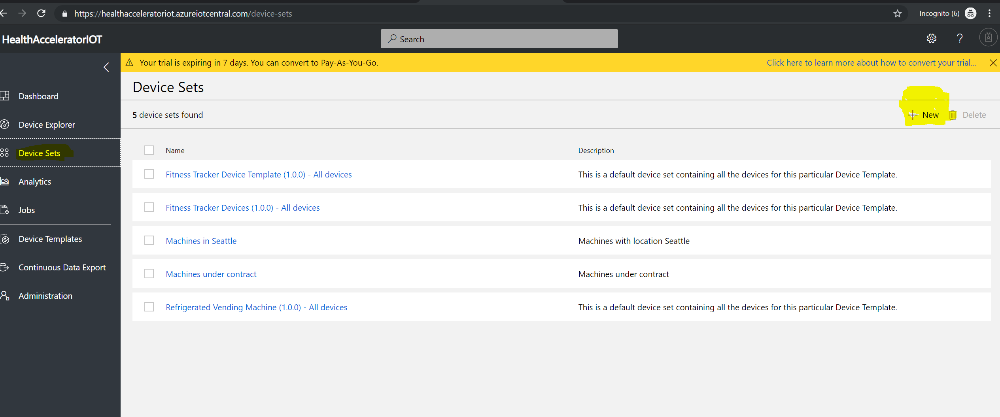 https://healthacceleratoriot.azureiotcentral.com/device-sets
Incognito (6)
HealthAcceleratorIOT
Search
?
Your trial is expiring in 7 days. You can convert to Pay-As-You-Go.
Click here to learn more about how to convert your trial...
Device Sets
Dashboard
Device Explorer
Device Sets
Analytics
Jobs
Device Templates
Continuous Data Export
Administration
5 device sets found
New
Delete
Name
Description
Fitness Tracker Device Template (1.0.0) - All devices
This is a default device set containing all the devices for this particular Device Template.
Fitness Tracker Devices (1.0.0) - All devices
This is a default device set containing all the devices for this particular Device Template.
Machines in Seattle
Machines with location Seattle
Machines under contract
Machines under contract
Refrigerated Vending Machine (1.0.0) - All devices
This is a default device set containing all the devices for this particular Device Template.